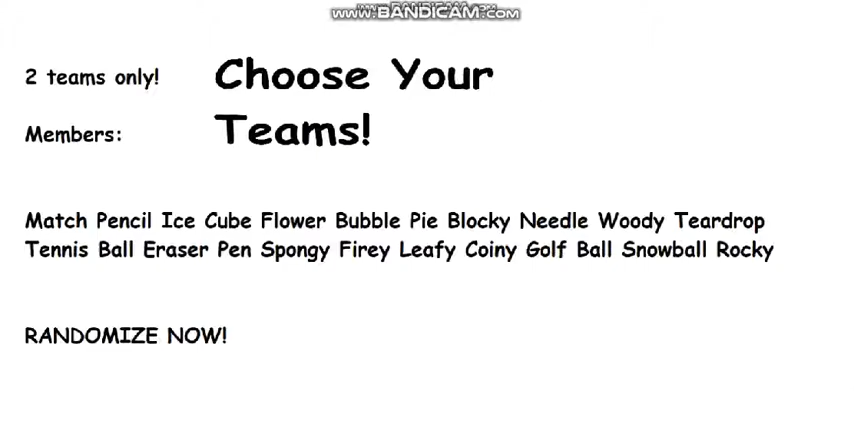 www.BANDICAM.com
2 teams only!
Choose Your
Teams!
Members:
Match Pencil Ice Cube Flower Bubble Pie Blocky Needle Woody Teardrop
Tennis Ball Eraser Pen Spongy Firey Leafy Coiny Golf Ball Snowball Rocky
RANDOMIZE NOW!